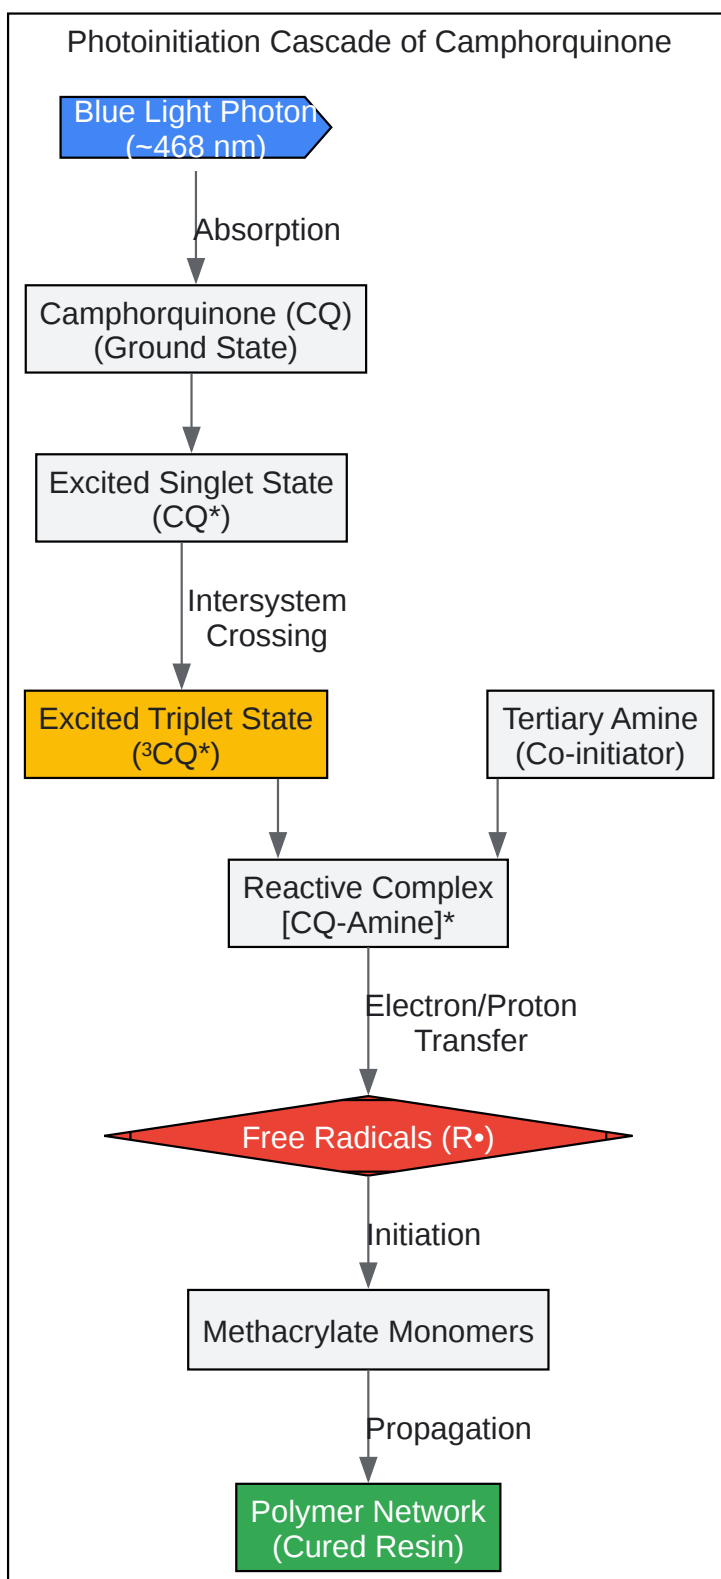 Photoinitiation Cascade of Camphorquinone
Blue Light Photon
(~468 nm)
Absorption
Camphorquinone (CQ)
(Ground State)
Excited Singlet State
(CQ*)
Intersystem
Crossing
Excited Triplet State
(³CQ*)
Tertiary Amine
(Co-initiator)
Reactive Complex
[CQ-Amine]*
Electron/Proton
Transfer
Free Radicals (R•)
Initiation
Methacrylate Monomers
Propagation
Polymer Network
(Cured Resin)